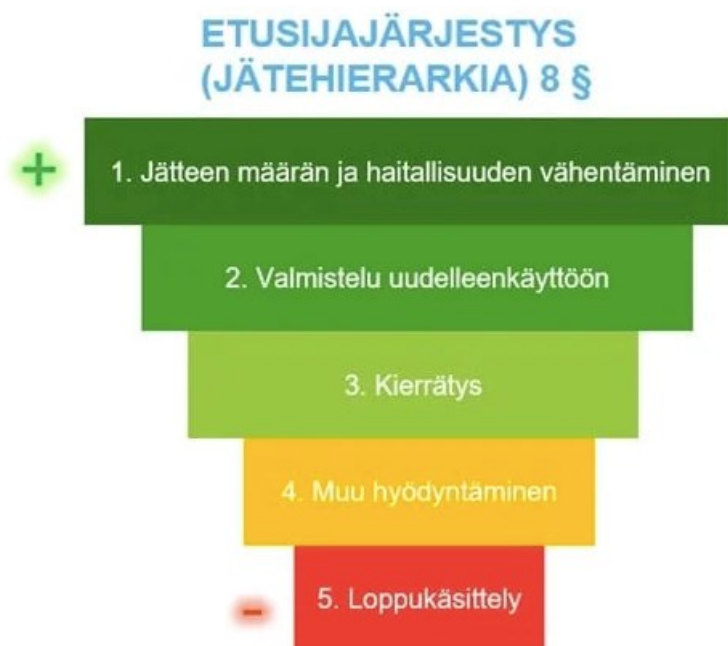 ETUSIJAJÄRJESTYS
(JÄTEHIERARKIA) 8 §
+
1. Jätteen määrän ja haitallisuuden vähentäminen
2. Valmistelu uudelleenkäyttöön
3. Kierrätys
4. Muu hyödyntäminen
5. Loppukäsittely
-